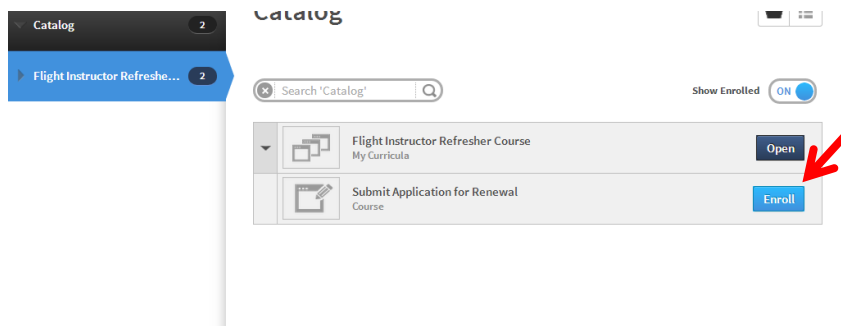 Catalog
Catalog 2
Flight Instructor Refreshe... 2
Search 'Catalog'
Show Enrolled ON
Flight Instructor Refresher Course
My Curricula
Open
Submit Application for Renewal
Course
Enroll